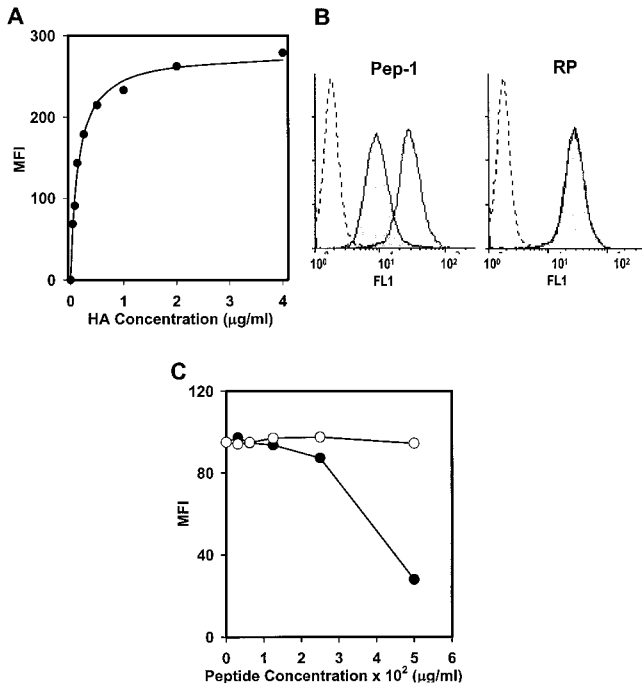 A
300
200
100
0
MFI
0 1 2 3 4
HA Concentration (μg/ml)
B
Pep-1
10⁰ 10¹ 10²
FL1
RP
10⁰ 10¹ 10²
FL1
C
120
80
40
0
MFI
0 1 2 3 4 5 6
Peptide Concentration x 10² (μg/ml)